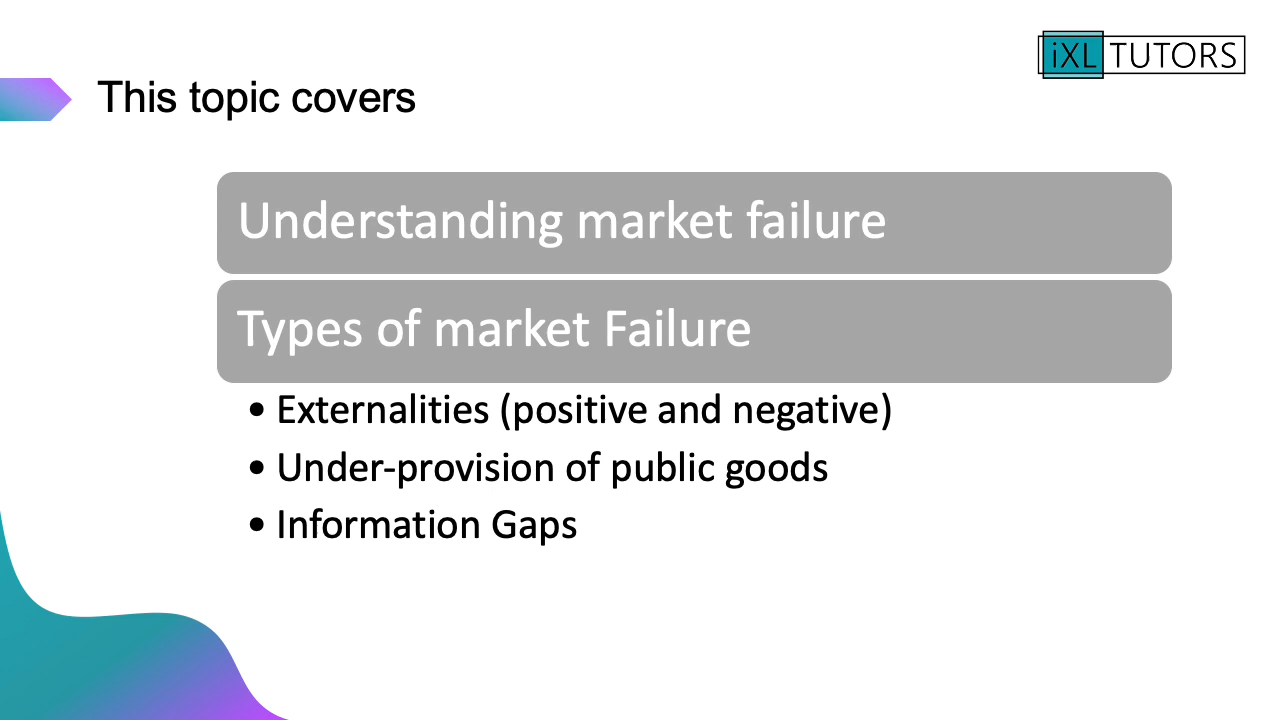 iXL TUTORS
This topic covers
Understanding market failure
Types of market Failure
• Externalities (positive and negative)
• Under-provision of public goods
• Information Gaps